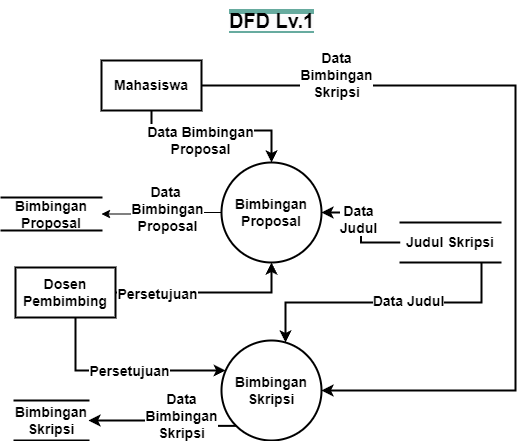 DFD Lv.1
Data
Bimbingan
Skripsi
Mahasiswa
Data Bimbingan
Proposal
Bimbingan
Proposal
Data
Bimbingan
Proposal
Bimbingan
Proposal
Data
Judul
Judul Skripsi
Dosen
Pembimbing
Persetujuan
Data Judul
Persetujuan
Bimbingan
Skripsi
Data
Bimbingan
Skripsi
Bimbingan
Skripsi